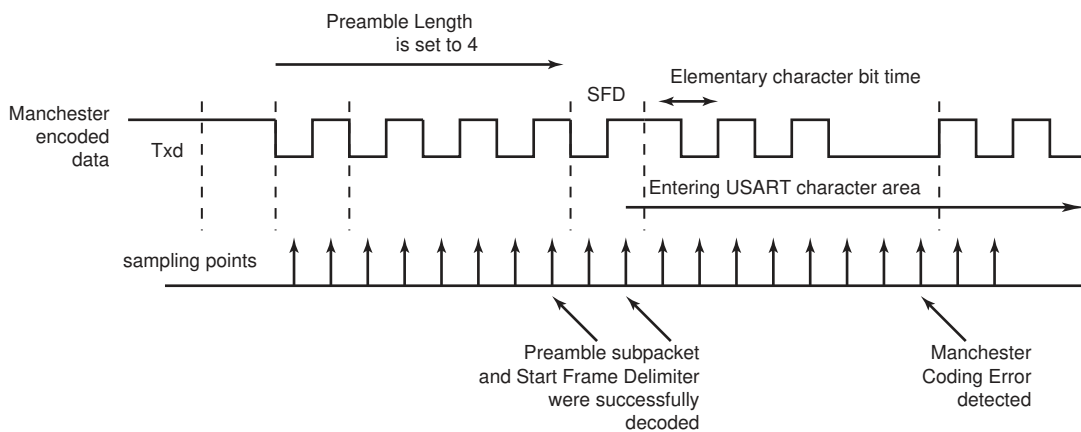 Preamble Length
is set to 4
Elementary character bit time
SFD
Manchester
encoded
data
Txd
Entering USART character area
sampling points
Preamble subpacket
and Start Frame Delimiter
were successfully
decoded
Manchester
Coding Error
detected